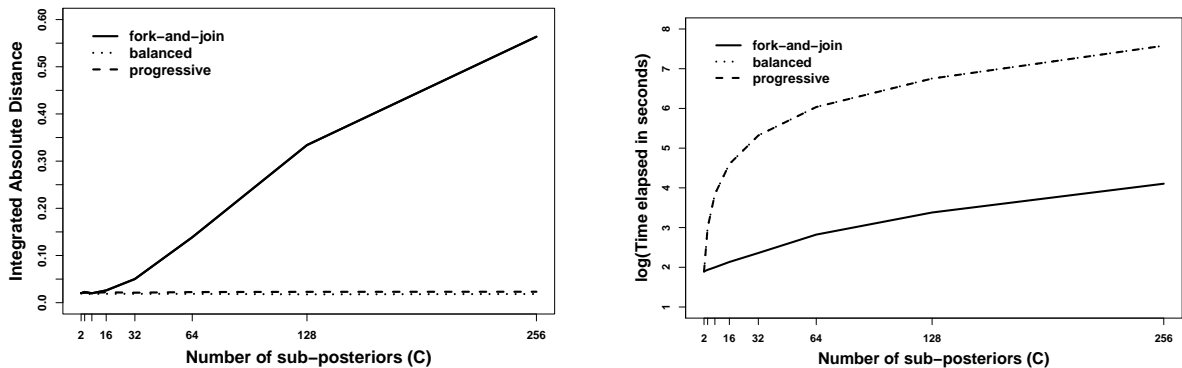 Integrated Absolute Distance
0.60
0.50
0.40
0.30
0.20
0.10
0.0
fork−and−join
balanced
progressive
2 16 32 64 128 256
Number of sub−posteriors (C)
log(Time elapsed in seconds)
8
7
6
5
4
3
2
1
fork−and−join
balanced
progressive
2 16 32 64 128 256
Number of sub−posteriors (C)